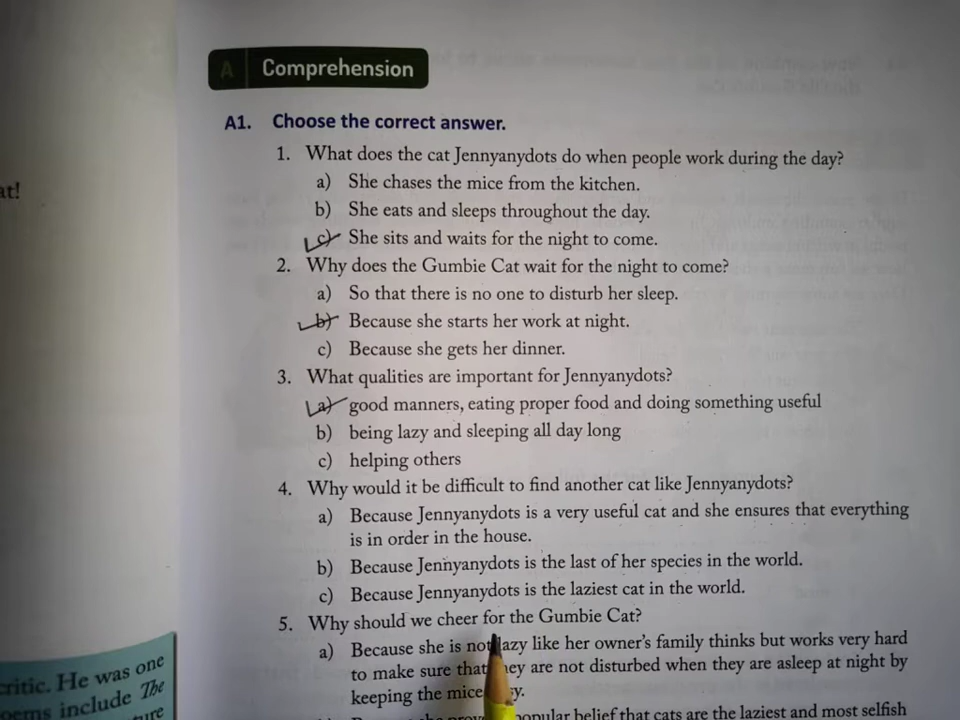 at!
A Comprehension
A1. Choose the correct answer.
1. What does the cat Jennyanydots do when people work during the day?
a) She chases the mice from the kitchen.
b) She eats and sleeps throughout the day.
c) She sits and waits for the night to come.
2. Why does the Gumbie Cat wait for the night to come?
a) So that there is no one to disturb her sleep.
b) Because she starts her work at night.
c) Because she gets her dinner.
3. What qualities are important for Jennyanydots?
a) good manners, eating proper food and doing something useful
b) being lazy and sleeping all day long
c) helping others
4. Why would it be difficult to find another cat like Jennyanydots?
a) Because Jennyanydots is a very useful cat and she ensures that everything
is in order in the house.
b) Because Jennyanydots is the last of her species in the world.
c) Because Jennyanydots is the laziest cat in the world.
5. Why should we cheer for the Gumbie Cat?
a) Because she is not lazy like her owner's family thinks but works very hard
to make sure that they are not disturbed when they are asleep at night by
keeping the mice
popular belief that cats are the laziest and most selfish
critic. He was one
poems include The